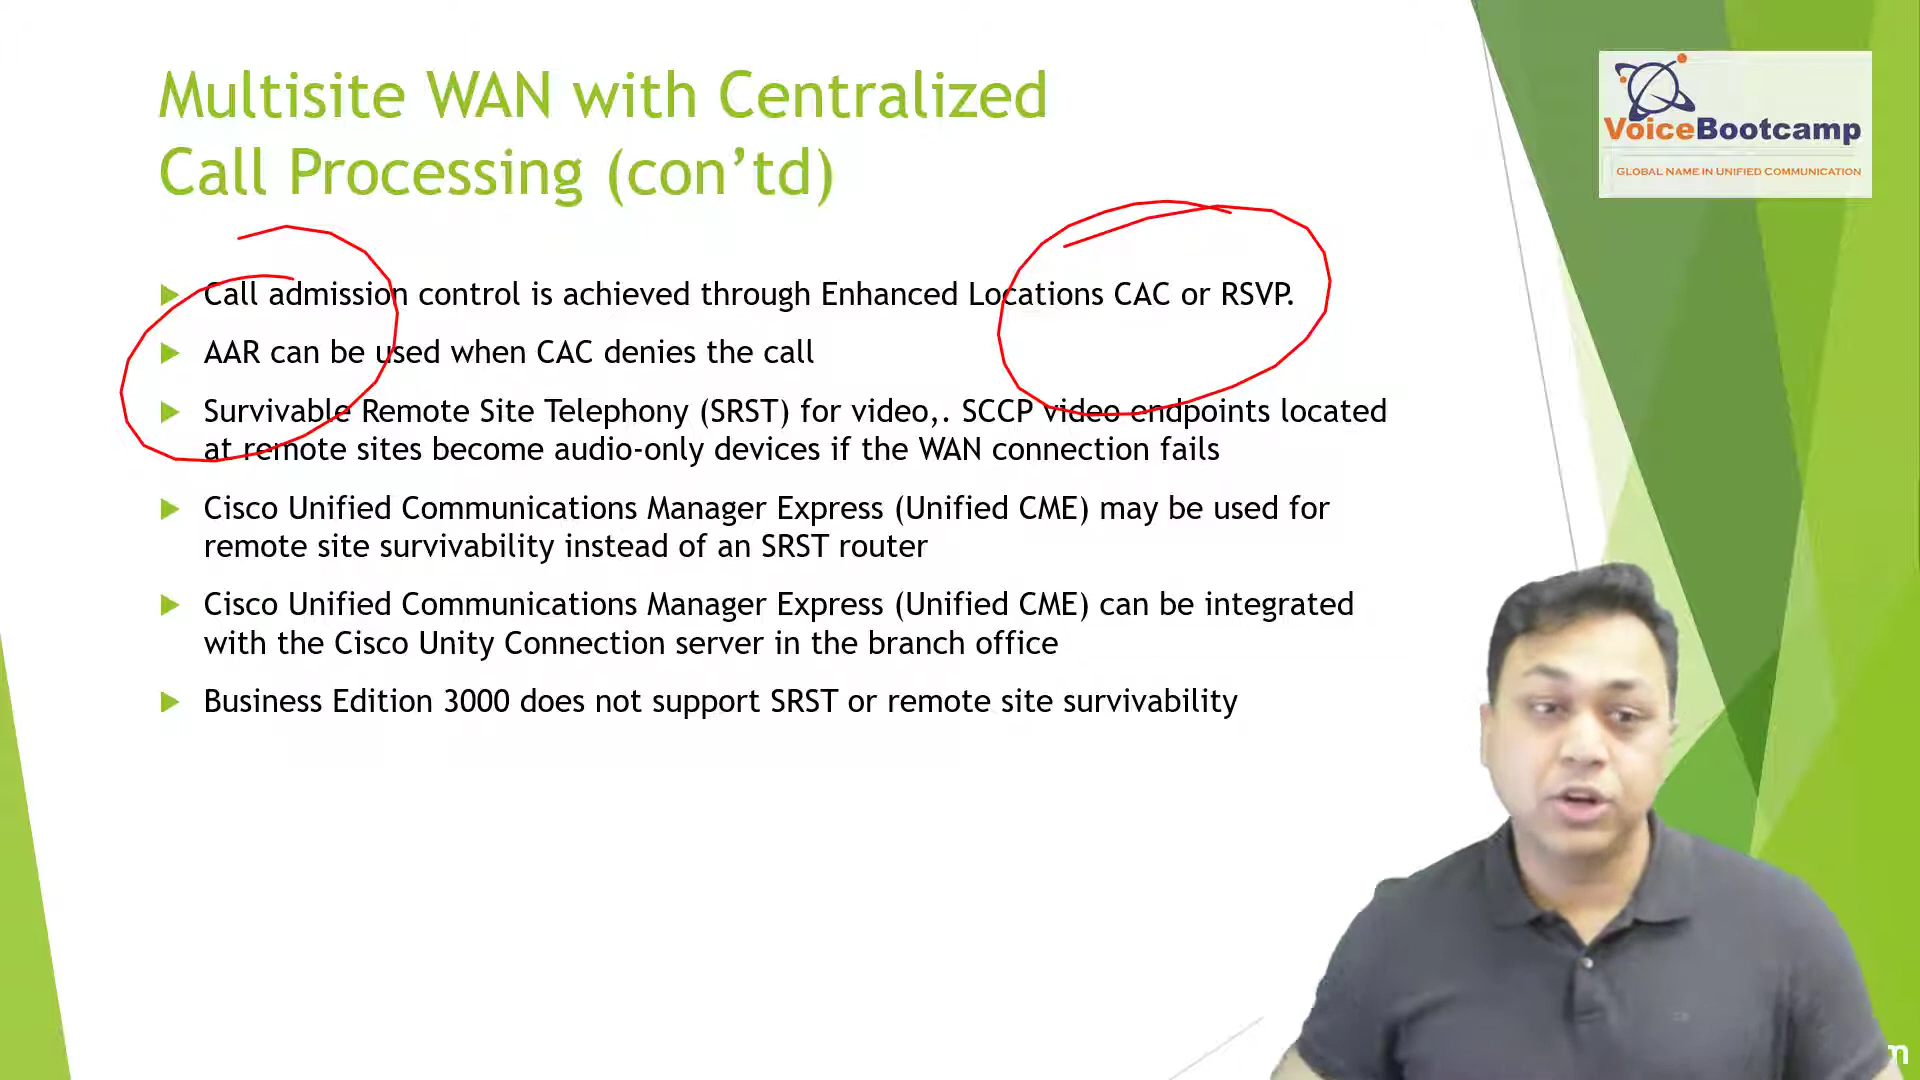 Multisite WAN with Centralized
Call Processing (con’td)
VoiceBootcamp
GLOBAL NAME IN UNIFIED COMMUNICATION
Call admission control is achieved through Enhanced Locations CAC or RSVP.
AAR can be used when CAC denies the call
Survivable Remote Site Telephony (SRST) for video,. SCCP video endpoints located
at remote sites become audio-only devices if the WAN connection fails
Cisco Unified Communications Manager Express (Unified CME) may be used for
remote site survivability instead of an SRST router
Cisco Unified Communications Manager Express (Unified CME) can be integrated
with the Cisco Unity Connection server in the branch office
Business Edition 3000 does not support SRST or remote site survivability